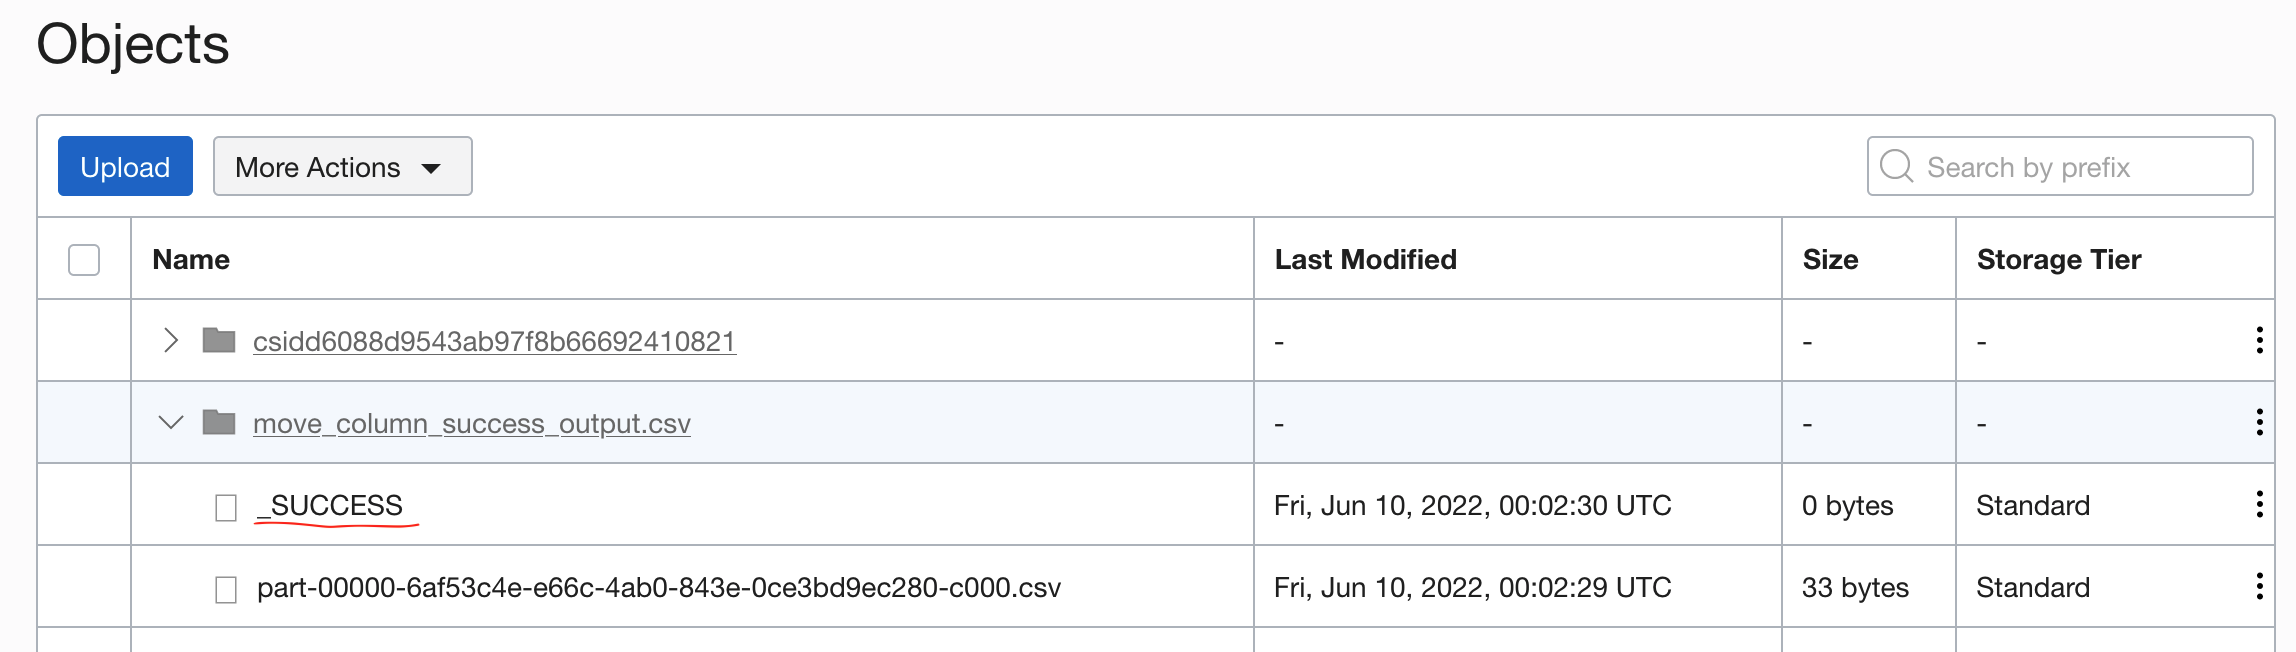 Objects
Upload More Actions Search by prefix
Name Last Modified Size Storage Tier
csidd6088d9543ab97f8b66692410821 - - -
move_column_success_output.csv - - -
_SUCCESS Fri, Jun 10, 2022, 00:02:30 UTC 0 bytes Standard
part-00000-6af53c4e-e66c-4ab0-843e-0ce3bd9ec280-c000.csv Fri, Jun 10, 2022, 00:02:29 UTC 33 bytes Standard